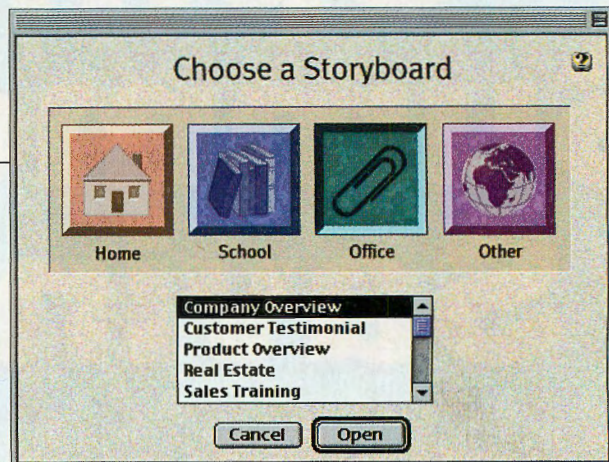 Choose a Storyboard
?
Home School Office Other
Company Overview
Customer Testimonial
Product Overview
Real Estate
Sales Training
Cancel Open